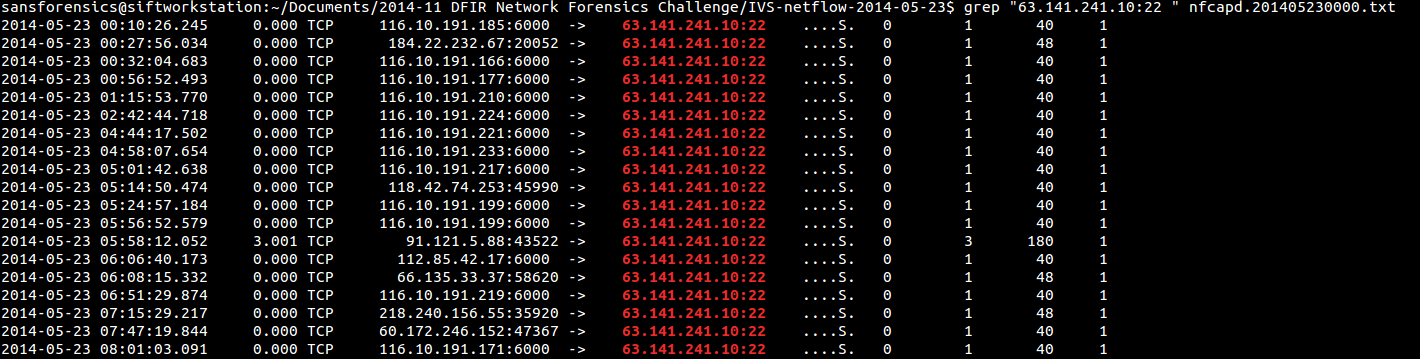 sansforensics@siftworkstation:~/Documents/2014-11 DFIR Network Forensics Challenge/IVS-netflow-2014-05-23$ grep "63.141.241.10:22 " nfcapd.201405230000.txt
2014-05-23 00:10:26.245 0.000 TCP 116.10.191.185:6000 -> 63.141.241.10:22 ....S. 0 1 40 1
2014-05-23 00:27:56.034 0.000 TCP 184.22.232.67:20052 -> 63.141.241.10:22 ....S. 0 1 48 1
2014-05-23 00:32:04.683 0.000 TCP 116.10.191.166:6000 -> 63.141.241.10:22 ....S. 0 1 40 1
2014-05-23 00:56:52.493 0.000 TCP 116.10.191.177:6000 -> 63.141.241.10:22 ....S. 0 1 40 1
2014-05-23 01:15:53.770 0.000 TCP 116.10.191.210:6000 -> 63.141.241.10:22 ....S. 0 1 40 1
2014-05-23 02:42:44.718 0.000 TCP 116.10.191.224:6000 -> 63.141.241.10:22 ....S. 0 1 40 1
2014-05-23 04:44:17.502 0.000 TCP 116.10.191.221:6000 -> 63.141.241.10:22 ....S. 0 1 40 1
2014-05-23 04:58:07.654 0.000 TCP 116.10.191.233:6000 -> 63.141.241.10:22 ....S. 0 1 40 1
2014-05-23 05:01:42.638 0.000 TCP 116.10.191.217:6000 -> 63.141.241.10:22 ....S. 0 1 40 1
2014-05-23 05:14:50.474 0.000 TCP 118.42.74.253:45990 -> 63.141.241.10:22 ....S. 0 1 40 1
2014-05-23 05:24:57.184 0.000 TCP 116.10.191.199:6000 -> 63.141.241.10:22 ....S. 0 1 40 1
2014-05-23 05:56:52.579 0.000 TCP 116.10.191.199:6000 -> 63.141.241.10:22 ....S. 0 1 40 1
2014-05-23 05:58:12.052 3.001 TCP 91.121.5.88:43522 -> 63.141.241.10:22 ....S. 0 3 180 1
2014-05-23 06:06:40.173 0.000 TCP 112.85.42.17:6000 -> 63.141.241.10:22 ....S. 0 1 40 1
2014-05-23 06:08:15.332 0.000 TCP 66.135.33.37:58620 -> 63.141.241.10:22 ....S. 0 1 48 1
2014-05-23 06:51:29.874 0.000 TCP 116.10.191.219:6000 -> 63.141.241.10:22 ....S. 0 1 40 1
2014-05-23 07:15:29.217 0.000 TCP 218.240.156.55:35920 -> 63.141.241.10:22 ....S. 0 1 48 1
2014-05-23 07:47:19.844 0.000 TCP 60.172.246.152:47367 -> 63.141.241.10:22 ....S. 0 1 40 1
2014-05-23 08:01:03.091 0.000 TCP 116.10.191.171:6000 -> 63.141.241.10:22 ....S. 0 1 40 1